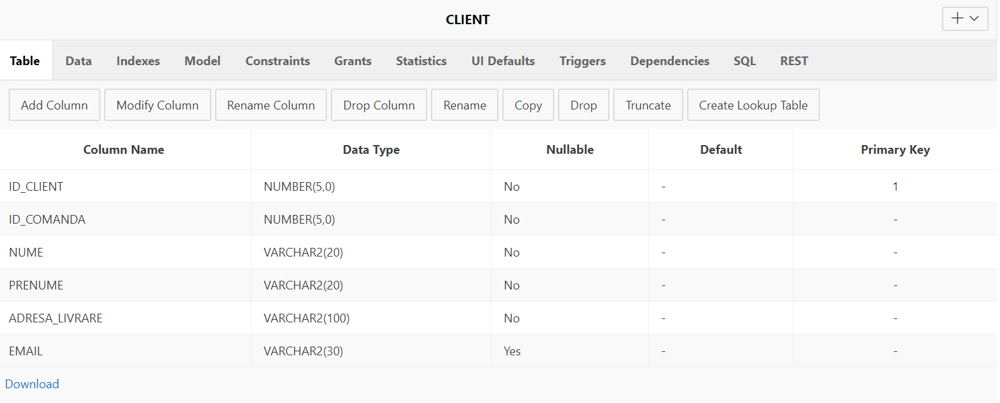 CLIENT
Table Data Indexes Model Constraints Grants Statistics UI Defaults Triggers Dependencies SQL REST
Add Column Modify Column Rename Column Drop Column Rename Copy Drop Truncate Create Lookup Table
Column Name Data Type Nullable Default Primary Key
ID_CLIENT NUMBER(5,0) No - 1
ID_COMANDA NUMBER(5,0) No - -
NUME VARCHAR2(20) No - -
PRENUME VARCHAR2(20) No - -
ADRESA_LIVRARE VARCHAR2(100) No - -
EMAIL VARCHAR2(30) Yes - -
Download